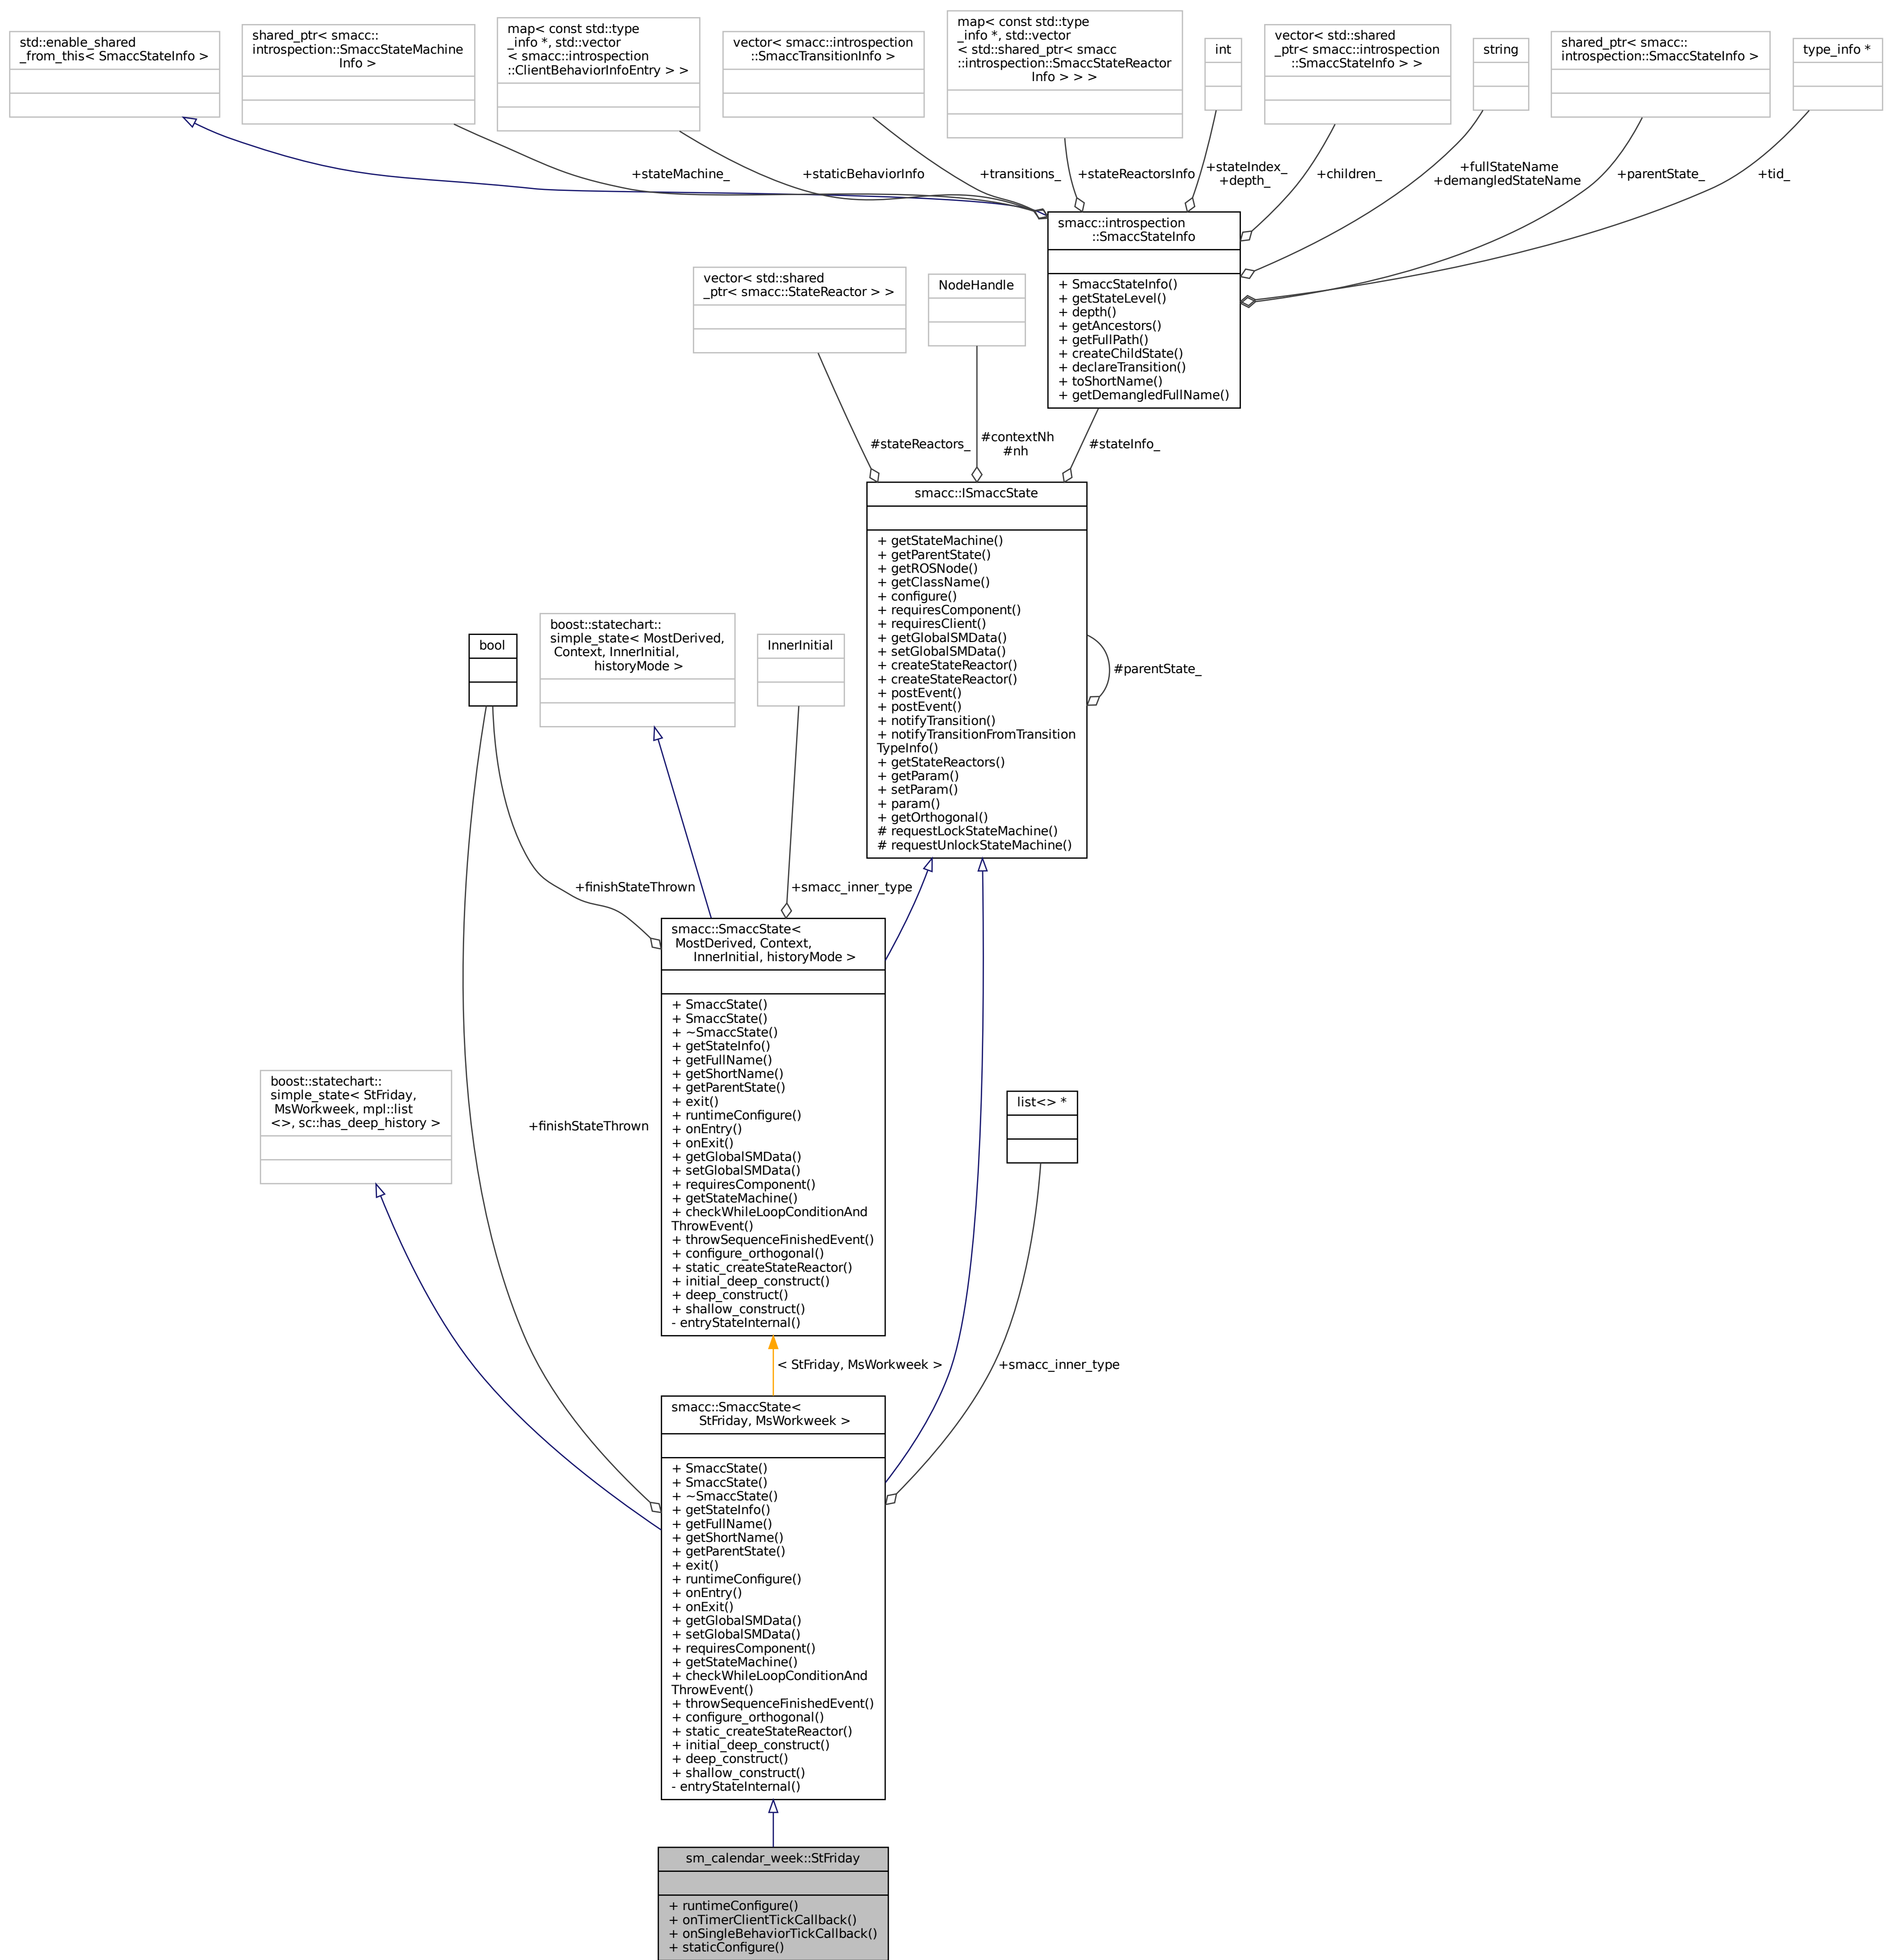 std::enable_shared
_from_this< SmaccStateInfo >
shared_ptr< smacc::
introspection::SmaccStateMachine
Info >
map< const std::type
_info *, std::vector
< smacc::introspection
::ClientBehaviorInfoEntry > >
vector< smacc::introspection
::SmaccTransitionInfo >
map< const std::type
_info *, std::vector
< std::shared_ptr< smacc
::introspection::SmaccStateReactor
Info > > >
int
vector< std::shared
_ptr< smacc::introspection
::SmaccStateInfo > >
string
shared_ptr< smacc::
introspection::SmaccStateInfo >
type_info *
+stateMachine_
+staticBehaviorInfo
+transitions_
+stateReactorsInfo
+stateIndex_
+depth_
+children_
+fullStateName
+demangledStateName
+parentState_
+tid_
smacc::introspection
::SmaccStateInfo
+ SmaccStateInfo()
+ getStateLevel()
+ depth()
+ getAncestors()
+ getFullPath()
+ createChildState()
+ declareTransition()
+ toShortName()
+ getDemangledFullName()
vector< std::shared
_ptr< smacc::StateReactor > >
NodeHandle
#stateReactors_
#contextNh
#nh
#stateInfo_
smacc::ISmaccState
+ getStateMachine()
+ getParentState()
+ getROSNode()
+ getClassName()
+ configure()
+ requiresComponent()
+ requiresClient()
+ getGlobalSMData()
+ setGlobalSMData()
+ createStateReactor()
+ createStateReactor()
+ postEvent()
+ postEvent()
+ notifyTransition()
+ notifyTransitionFromTransition
TypeInfo()
+ getStateReactors()
+ getParam()
+ setParam()
+ param()
+ getOrthogonal()
# requestLockStateMachine()
# requestUnlockStateMachine()
#parentState_
bool
boost::statechart::
simple_state< MostDerived,
Context, InnerInitial,
historyMode >
InnerInitial
+finishStateThrown
+smacc_inner_type
smacc::SmaccState<
MostDerived, Context,
InnerInitial, historyMode >
+ SmaccState()
+ SmaccState()
+ ~SmaccState()
+ getStateInfo()
+ getFullName()
+ getShortName()
+ getParentState()
+ exit()
+ runtimeConfigure()
+ onEntry()
+ onExit()
+ getGlobalSMData()
+ setGlobalSMData()
+ requiresComponent()
+ getStateMachine()
+ checkWhileLoopConditionAnd
ThrowEvent()
+ throwSequenceFinishedEvent()
+ configure_orthogonal()
+ static_createStateReactor()
+ initial_deep_construct()
+ deep_construct()
+ shallow_construct()
- entryStateInternal()
boost::statechart::
simple_state< StFriday,
MsWorkweek, mpl::list
<>, sc::has_deep_history >
+finishStateThrown
list<> *
< StFriday, MsWorkweek >
+smacc_inner_type
smacc::SmaccState<
StFriday, MsWorkweek >
+ SmaccState()
+ SmaccState()
+ ~SmaccState()
+ getStateInfo()
+ getFullName()
+ getShortName()
+ getParentState()
+ exit()
+ runtimeConfigure()
+ onEntry()
+ onExit()
+ getGlobalSMData()
+ setGlobalSMData()
+ requiresComponent()
+ getStateMachine()
+ checkWhileLoopConditionAnd
ThrowEvent()
+ throwSequenceFinishedEvent()
+ configure_orthogonal()
+ static_createStateReactor()
+ initial_deep_construct()
+ deep_construct()
+ shallow_construct()
- entryStateInternal()
sm_calendar_week::StFriday
+ runtimeConfigure()
+ onTimerClientTickCallback()
+ onSingleBehaviorTickCallback()
+ staticConfigure()